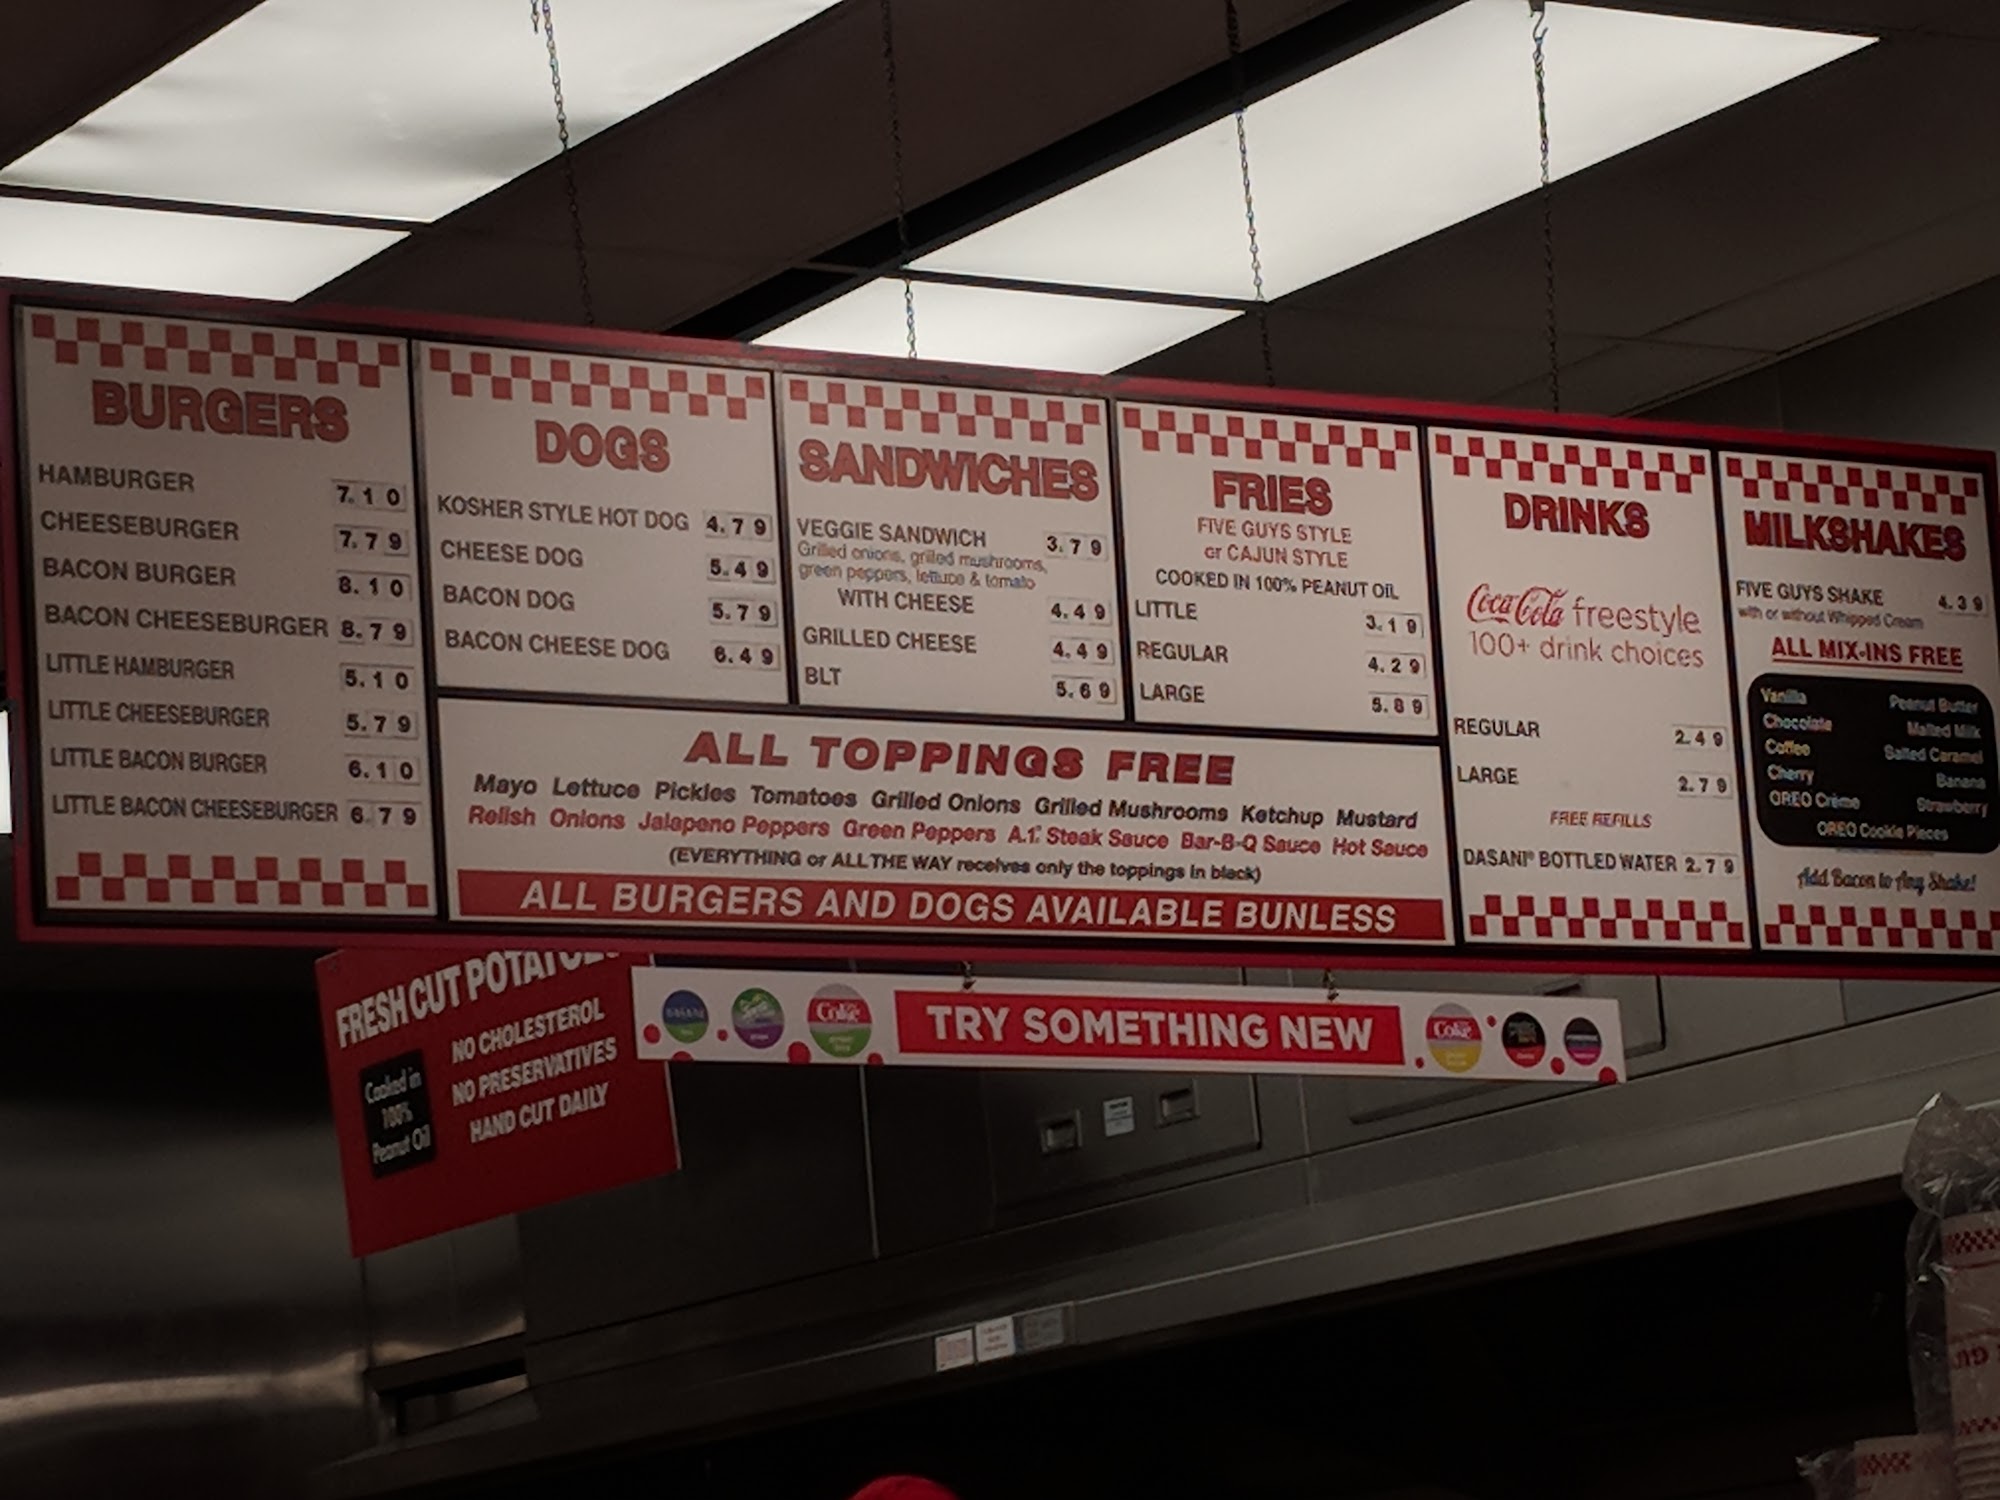 BURGERS
HAMBURGER 7.10
CHEESEBURGER 7.79
BACON BURGER 8.10
BACON CHEESEBURGER 8.79
LITTLE HAMBURGER 5.10
LITTLE CHEESEBURGER 5.79
LITTLE BACON BURGER 6.10
LITTLE BACON CHEESEBURGER 6.79
DOGS
KOSHER STYLE HOT DOG 4.79
CHEESE DOG 5.49
BACON DOG 5.79
BACON CHEESE DOG 6.49
SANDWICHES
VEGGIE SANDWICH 3.79
Grilled onions, grilled mushrooms,
green peppers, lettuce & tomato
WITH CHEESE 4.49
GRILLED CHEESE 4.49
BLT 5.69
FRIES
FIVE GUYS STYLE
or CAJUN STYLE
COOKED IN 100% PEANUT OIL
LITTLE 3.19
REGULAR 4.29
LARGE
ALL TOPPINGS FREE
Mayo Lettuce Pickles Tomatoes Grilled Onions Grilled Mushrooms Ketchup Mustard
Relish Onions Jalapeno Peppers Green Peppers A.1. Steak Sauce Bar-B-Q Sauce Hot Sauce
(EVERYTHING or ALL THE WAY receives only the toppings in black)
ALL BURGERS AND DOGS AVAILABLE BUNLESS
DRINKS
Coca-Cola freestyle
100+ drink choices
REGULAR 2.49
LARGE 2.79
FREE REFILLS
DASANI® BOTTLED WATER 2.79
MILKSHAKES
FIVE GUYS SHAKE 4.39
with or without Whipped Cream
ALL MIX-INS FREE
Vanilla Peanut Butter
Chocolate Malted Milk
Coffee Salted Caramel
Cherry Banana
OREO Crème Strawberry
OREO Cookie Pieces
Add Bacon to Any Shake!
FRESH CUT
NO CHOLESTEROL
NO PRESERVATIVES
HAND CUT DAILY
Cooked in
100%
Peanut Oil
Coke
TRY SOMETHING NEW
Coke